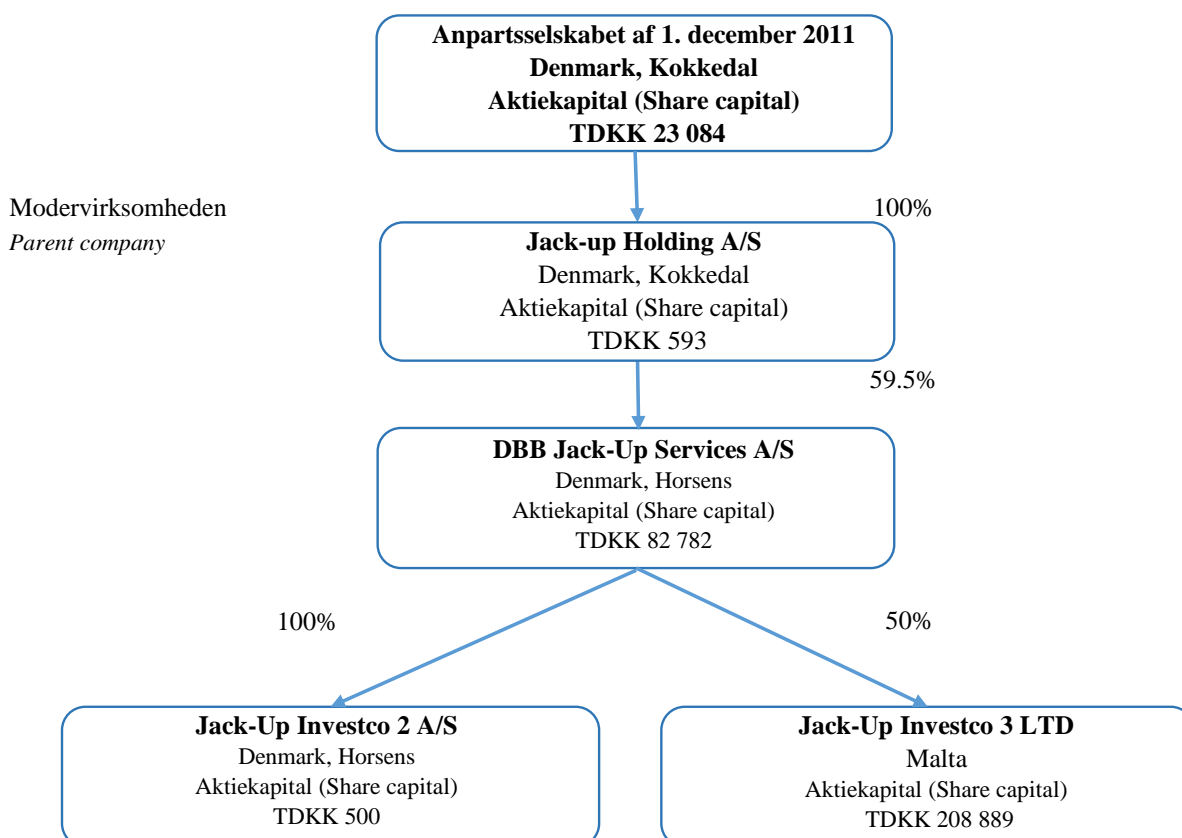 Anpartsselskabet af 1. december 2011
Denmark, Kokkedal
Aktiekapital (Share capital)
TDKK 23 084
Modervirksomheden
Parent company
100%
Jack-up Holding A/S
Denmark, Kokkedal
Aktiekapital (Share capital)
TDKK 593
59.5%
DBB Jack-Up Services A/S
Denmark, Horsens
Aktiekapital (Share capital)
TDKK 82 782
100%
50%
Jack-Up Investco 2 A/S
Denmark, Horsens
Aktiekapital (Share capital)
TDKK 500
Jack-Up Investco 3 LTD
Malta
Aktiekapital (Share capital)
TDKK 208 889